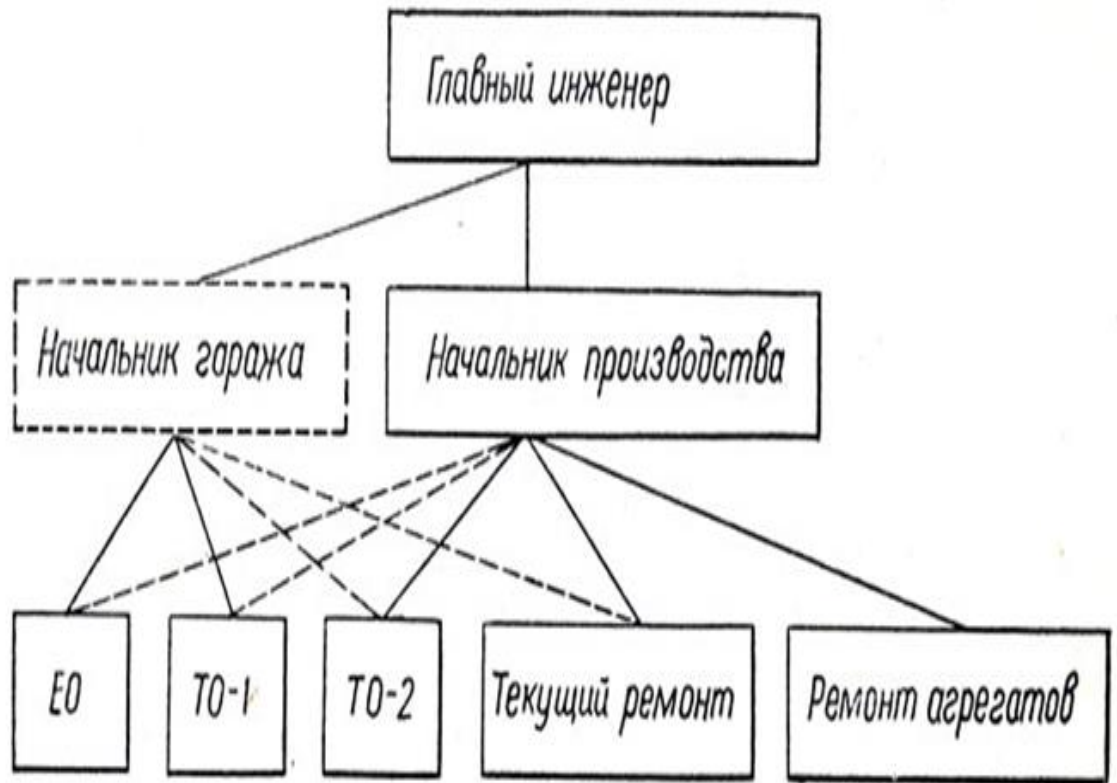 Главный инженер
Начальник гаража
Начальник производства
ЕО
ТО-1
ТО-2
Текущий ремонт
Ремонт агрегатов